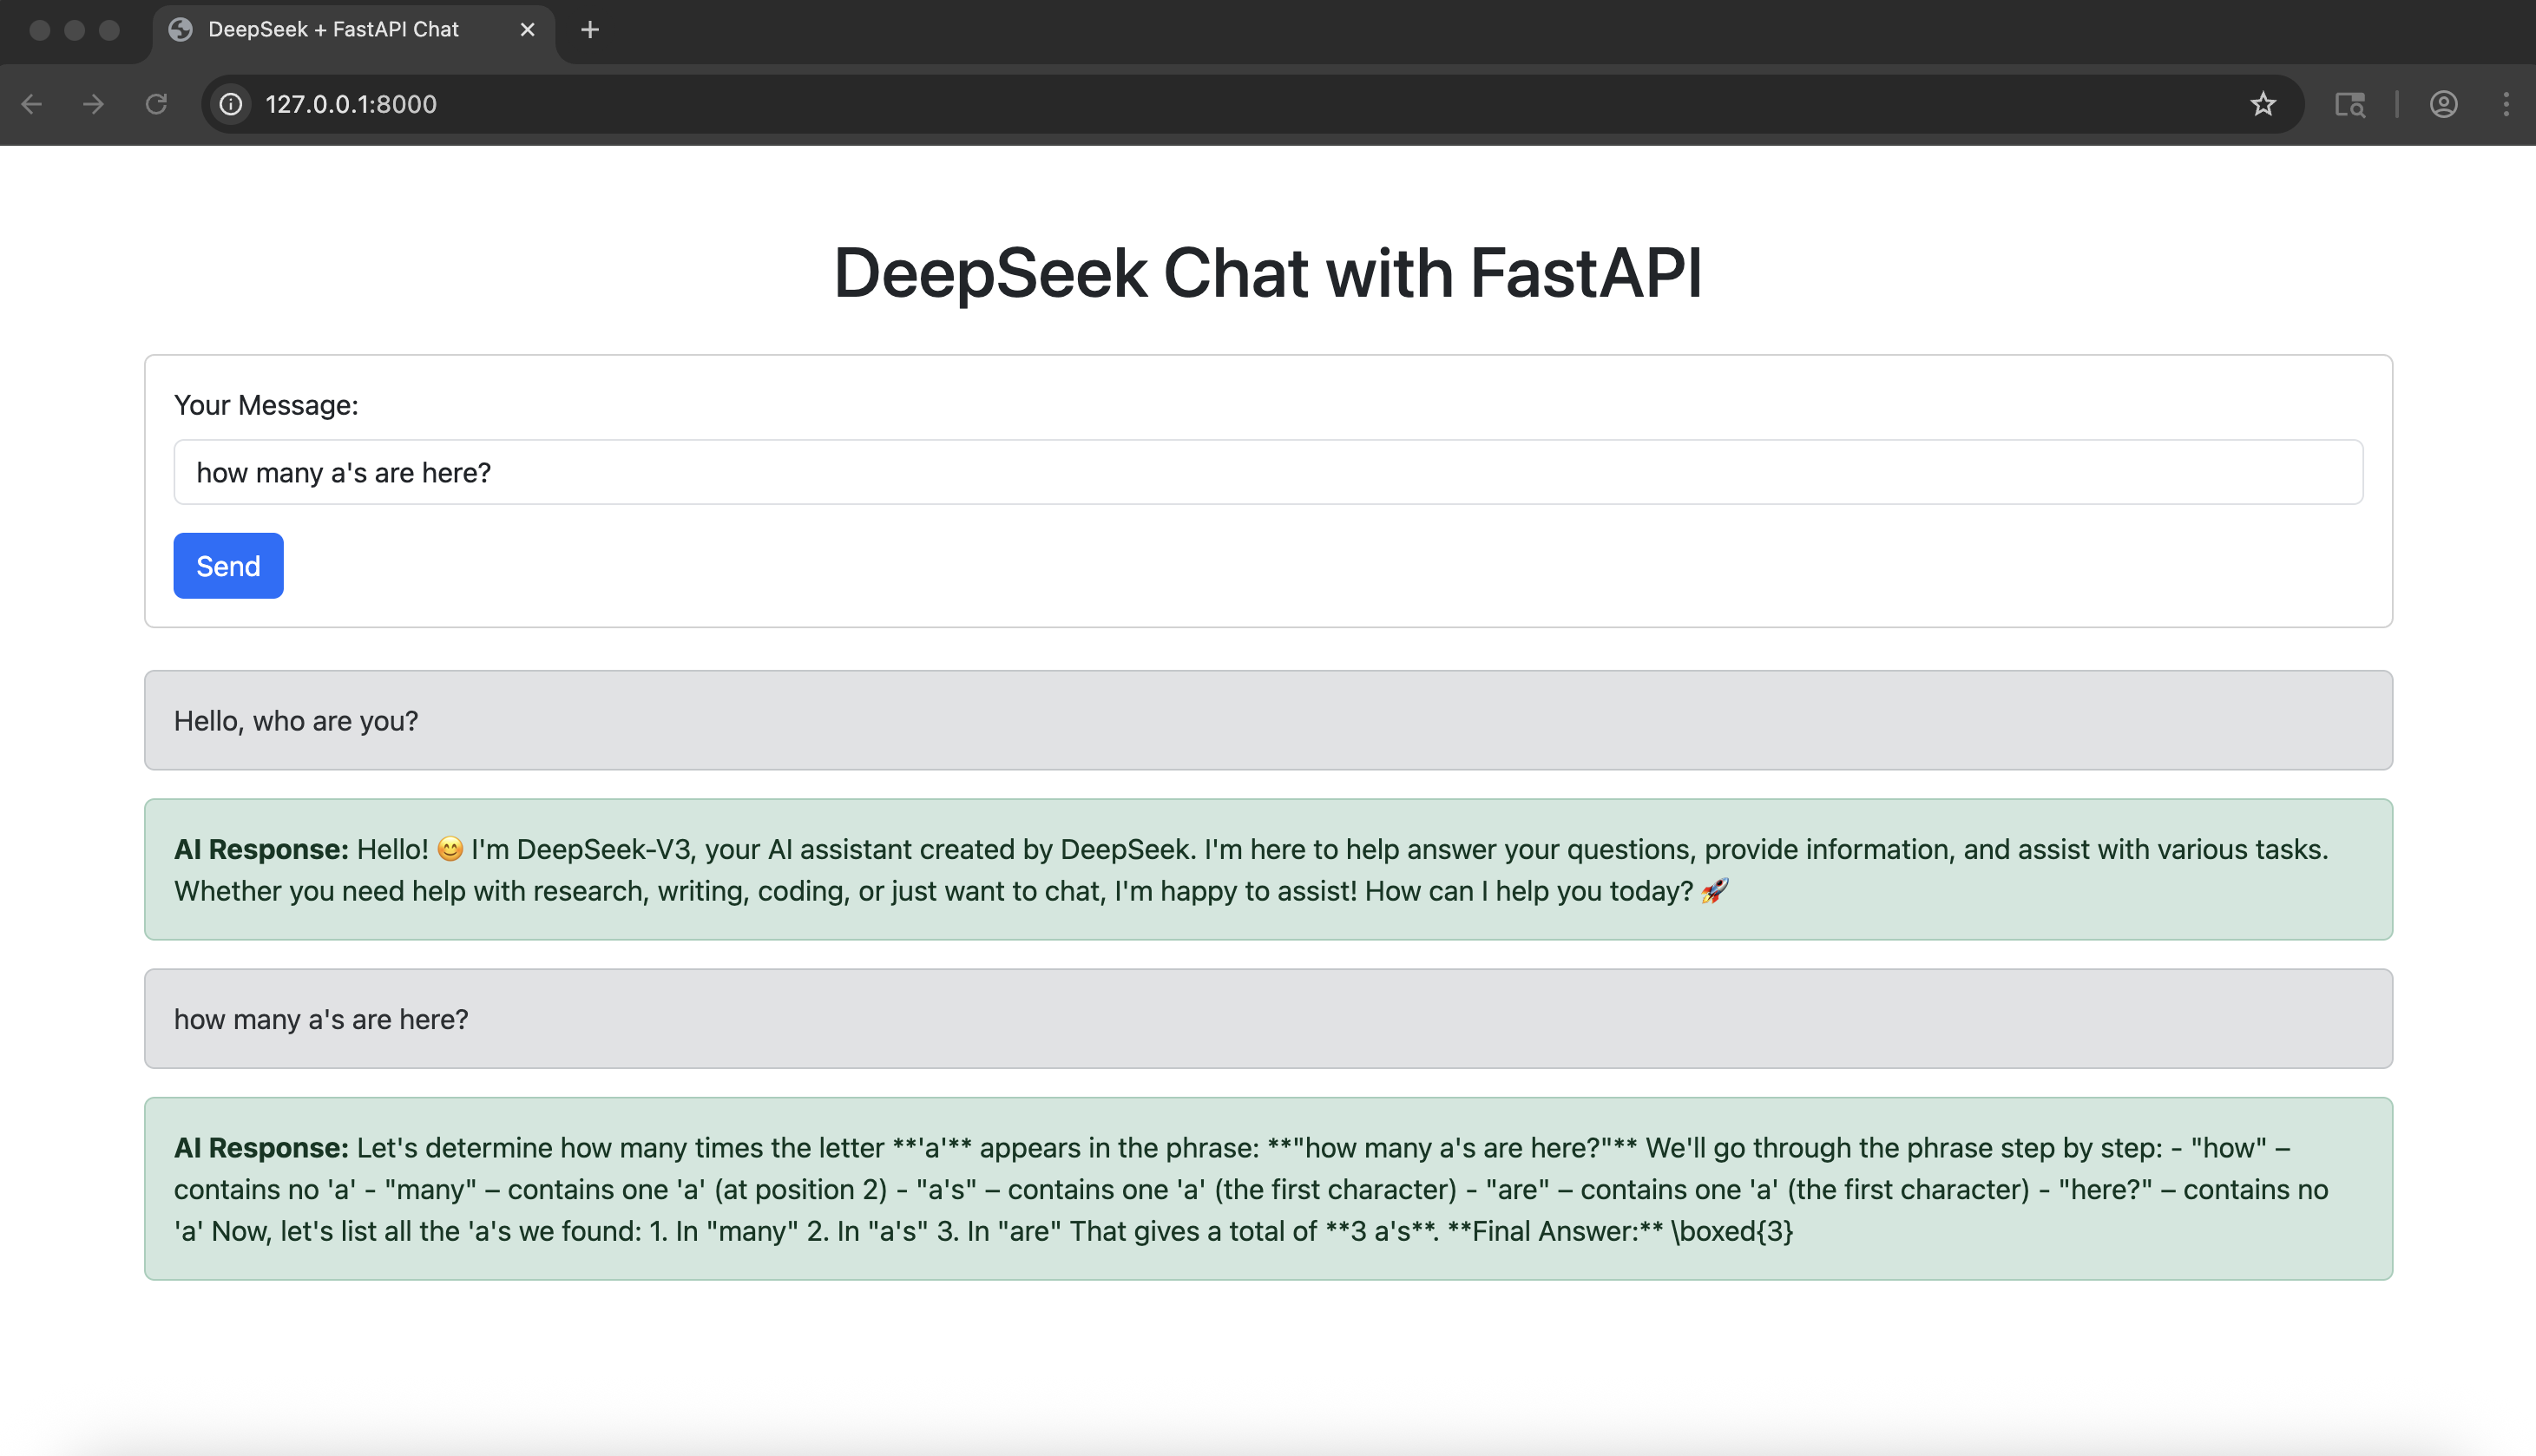 DeepSeek + FastAPI Chat
127.0.0.1:8000
DeepSeek Chat with FastAPI
Your Message:
how many a's are here?
Send
Hello, who are you?
AI Response: Hello! 😊 I'm DeepSeek-V3, your AI assistant created by DeepSeek. I'm here to help answer your questions, provide information, and assist with various tasks.
Whether you need help with research, writing, coding, or just want to chat, I'm happy to assist! How can I help you today? 🚀
how many a's are here?
AI Response: Let's determine how many times the letter **'a'** appears in the phrase: **"how many a's are here?"** We'll go through the phrase step by step: - "how" –
contains no 'a' - "many" – contains one 'a' (at position 2) - "a's" – contains one 'a' (the first character) - "are" – contains one 'a' (the first character) - "here?" – contains no
'a' Now, let's list all the 'a's we found: 1. In "many" 2. In "a's" 3. In "are" That gives a total of **3 a's**. **Final Answer:** \boxed{3}